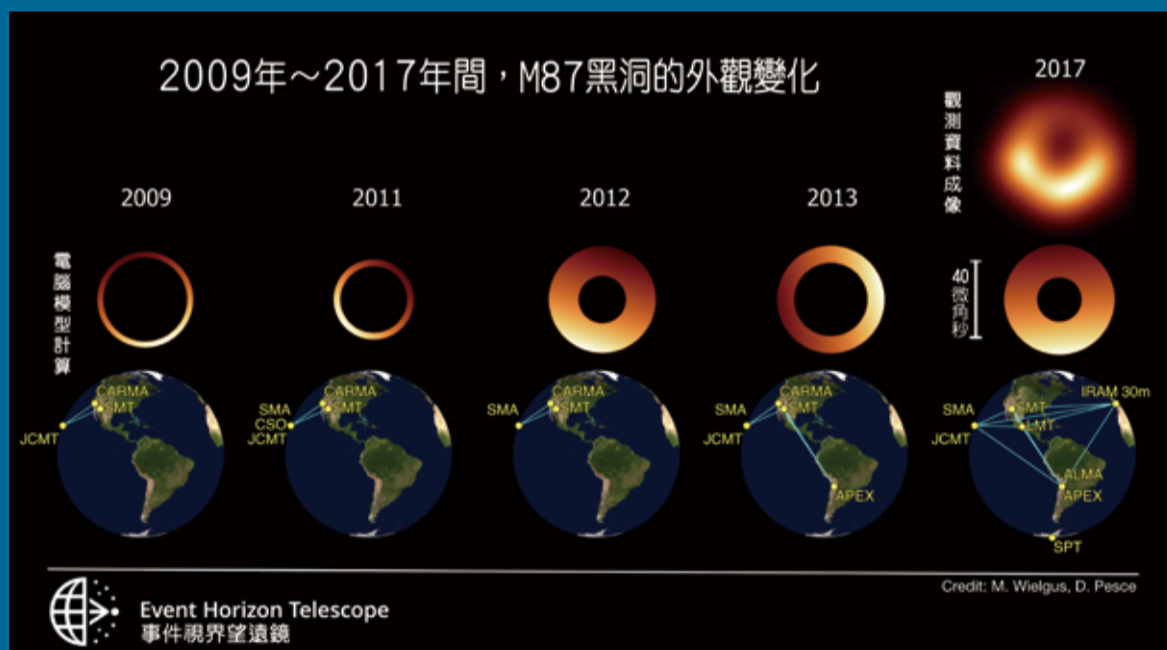 2009年～2017年間，M87黑洞的外觀變化
2017
觀測資料成像
2009
2011
2012
2013
電腦模型計算
40
微角秒
CARMA
SMT
JCMT
CARMA
SMA
SMT
CSO
JCMT
CARMA
SMA
SMT
CARMA
SMA
SMT
JCMT
APEX
IRAM 30m
SMA
SMT
JCMT
LMT
ALMA
APEX
SPT
Credit: M. Wielgus, D. Pesce
Event Horizon Telescope
事件視界望遠鏡